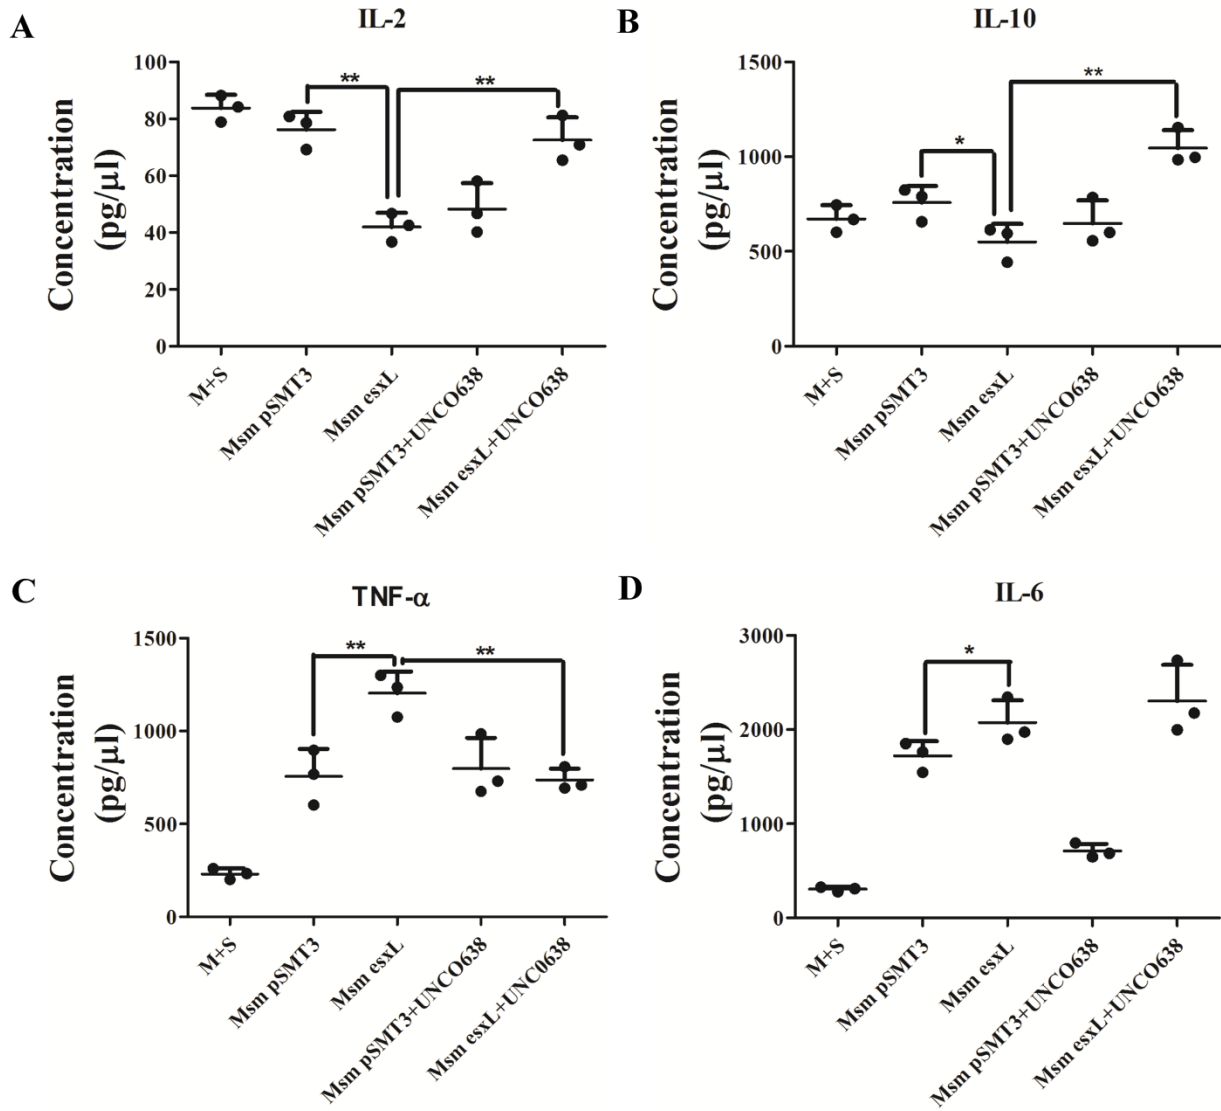 A
IL-2
Concentration
(pg/µl)
100
80
60
40
20
0
**
**
M+S
Msm pSMT3
Msm esxL
Msm pSMT3+UNCO638
Msm esxL+UNCO638
B
IL-10
Concentration
(pg/µl)
1500
1000
500
0
*
**
M+S
Msm pSMT3
Msm esxL
Msm pSMT3+UNCO638
Msm esxL+UNCO638
C
TNF-α
Concentration
(pg/µl)
1500
1000
500
0
**
**
M+S
Msm pSMT3
Msm esxL
Msm pSMT3+UNCO638
Msm esxL+UNC0638
D
IL-6
Concentration
(pg/µl)
3000
2000
1000
0
*
M+S
Msm pSMT3
Msm esxL
Msm pSMT3+UNCO638
Msm esxL+UNCO638